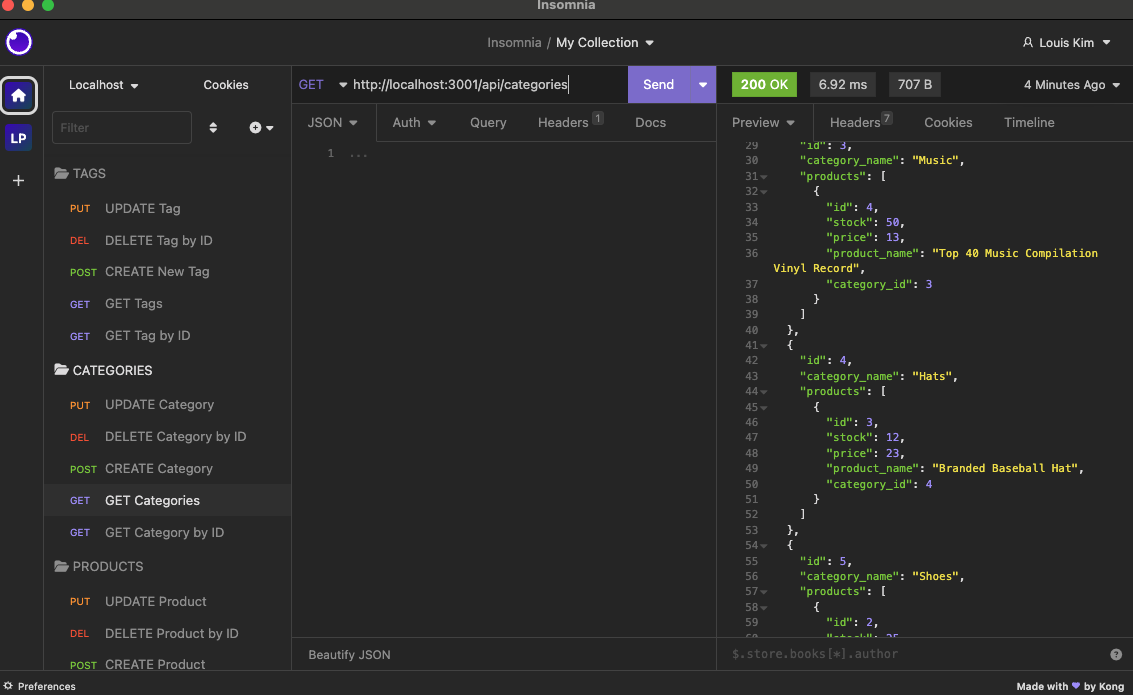 Insomnia
Insomnia / My Collection
Louis Kim
LP
Localhost
Cookies
Filter
TAGS
PUT UPDATE Tag
DEL DELETE Tag by ID
POST CREATE New Tag
GET GET Tags
GET GET Tag by ID
CATEGORIES
PUT UPDATE Category
DEL DELETE Category by ID
POST CREATE Category
GET GET Categories
GET GET Category by ID
PRODUCTS
PUT UPDATE Product
DEL DELETE Product by ID
POST CREATE Product
GET http://localhost:3001/api/categories
Send
JSON Auth Query Headers 1 Docs
1 ...
Beautify JSON
200 OK 6.92 ms 707 B 4 Minutes Ago
Preview Headers 7 Cookies Timeline
29 "id": 3,
30 "category_name": "Music",
31 "products": [
32 {
33 "id": 4,
34 "stock": 50,
35 "price": 13,
36 "product_name": "Top 40 Music Compilation
Vinyl Record",
37 "category_id": 3
38 }
39 ]
40 },
41 {
42 "id": 4,
43 "category_name": "Hats",
44 "products": [
45 {
46 "id": 3,
47 "stock": 12,
48 "price": 23,
49 "product_name": "Branded Baseball Hat",
50 "category_id": 4
51 }
52 ]
53 },
54 {
55 "id": 5,
56 "category_name": "Shoes",
57 "products": [
58 {
59 "id": 2,
$.store.books[*].author
?
Preferences
Made with by Kong